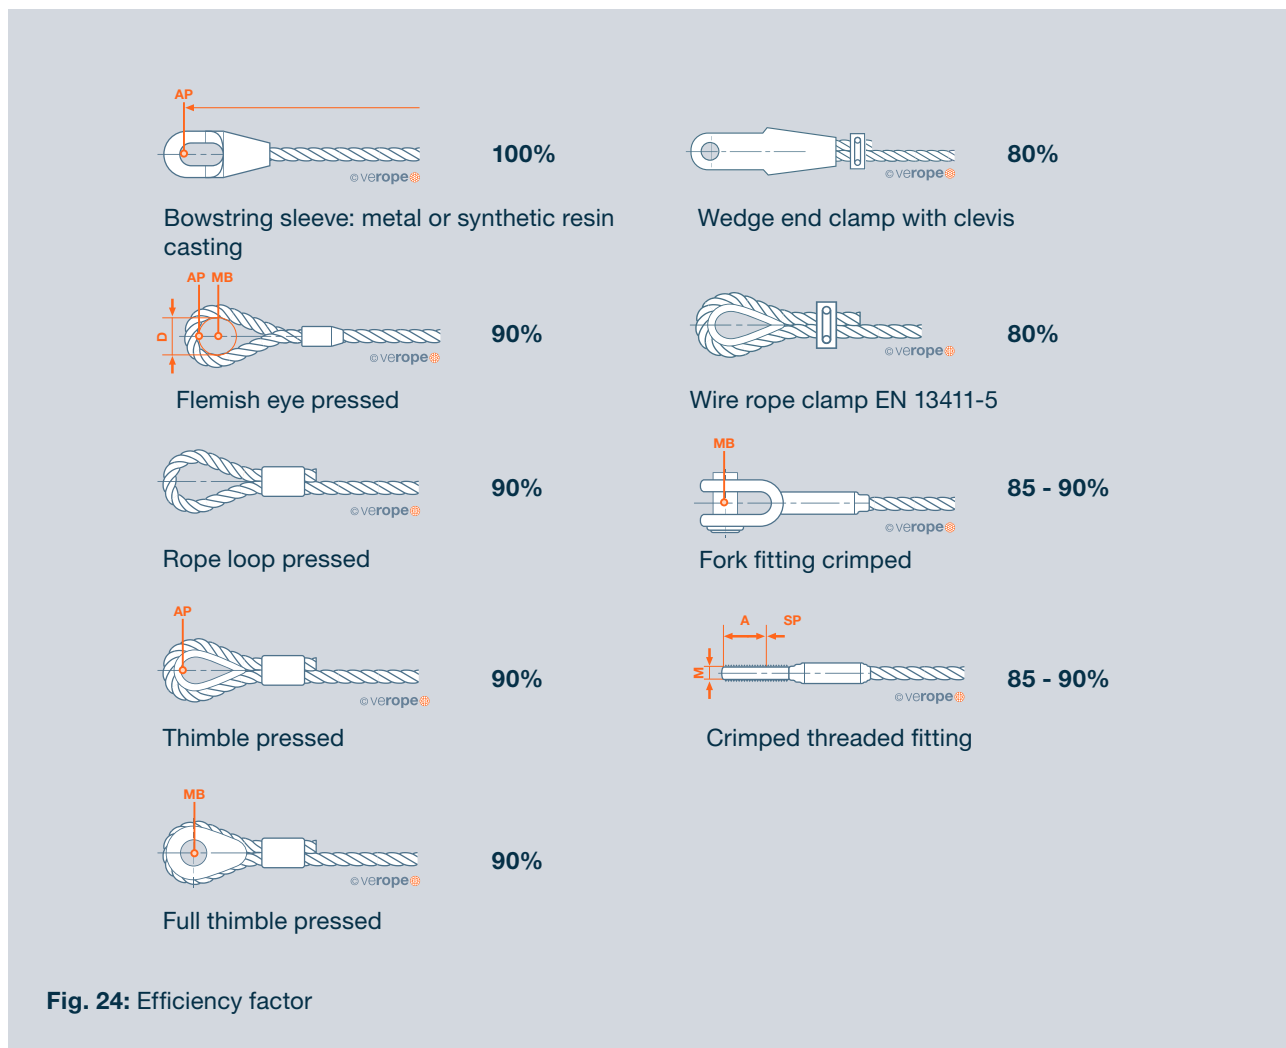 AP
100%
© verope
Bowstring sleeve: metal or synthetic resin
casting
AP MB
D
90%
© verope
Flemish eye pressed
90%
© verope
Rope loop pressed
AP
90%
© verope
Thimble pressed
MB
90%
© verope
Full thimble pressed
80%
© verope
Wedge end clamp with clevis
80%
© verope
Wire rope clamp EN 13411-5
MB
85 - 90%
© verope
Fork fitting crimped
A SP
M
85 - 90%
© verope
Crimped threaded fitting
Fig. 24: Efficiency factor